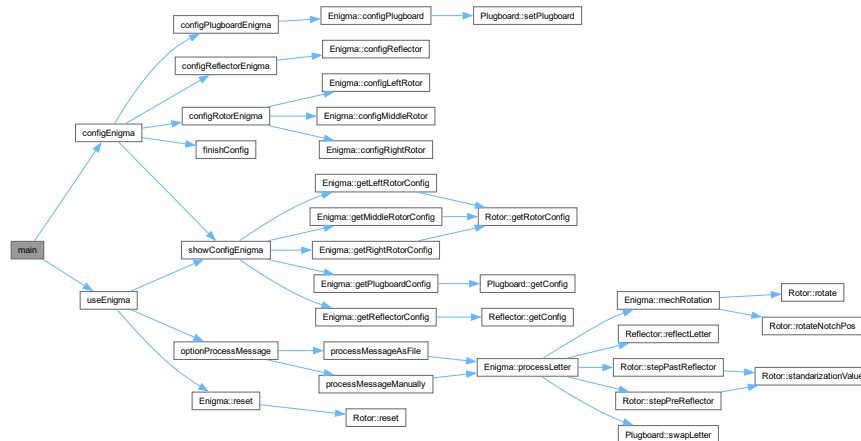 configPlugboardEnigma
Enigma::configPlugboard
Plugboard::setPlugboard
configReflectorEnigma
Enigma::configReflector
Enigma::configLeftRotor
configRotorEnigma
Enigma::configMiddleRotor
configEnigma
finishConfig
Enigma::configRightRotor
Enigma::getLeftRotorConfig
Enigma::getMiddleRotorConfig
Rotor::getRotorConfig
main
showConfigEnigma
Enigma::getRightRotorConfig
Enigma::getPlugboardConfig
Plugboard::getConfig
useEnigma
Enigma::getReflectorConfig
Reflector::getConfig
Enigma::mechRotation
Rotor::rotate
Rotor::rotateNotchPos
Reflector::reflectLetter
optionProcessMessage
processMessageAsFile
Enigma::processLetter
Rotor::stepPastReflector
Rotor::standarizationValue
processMessageManually
Rotor::stepPreReflector
Enigma::reset
Rotor::reset
Plugboard::swapLetter